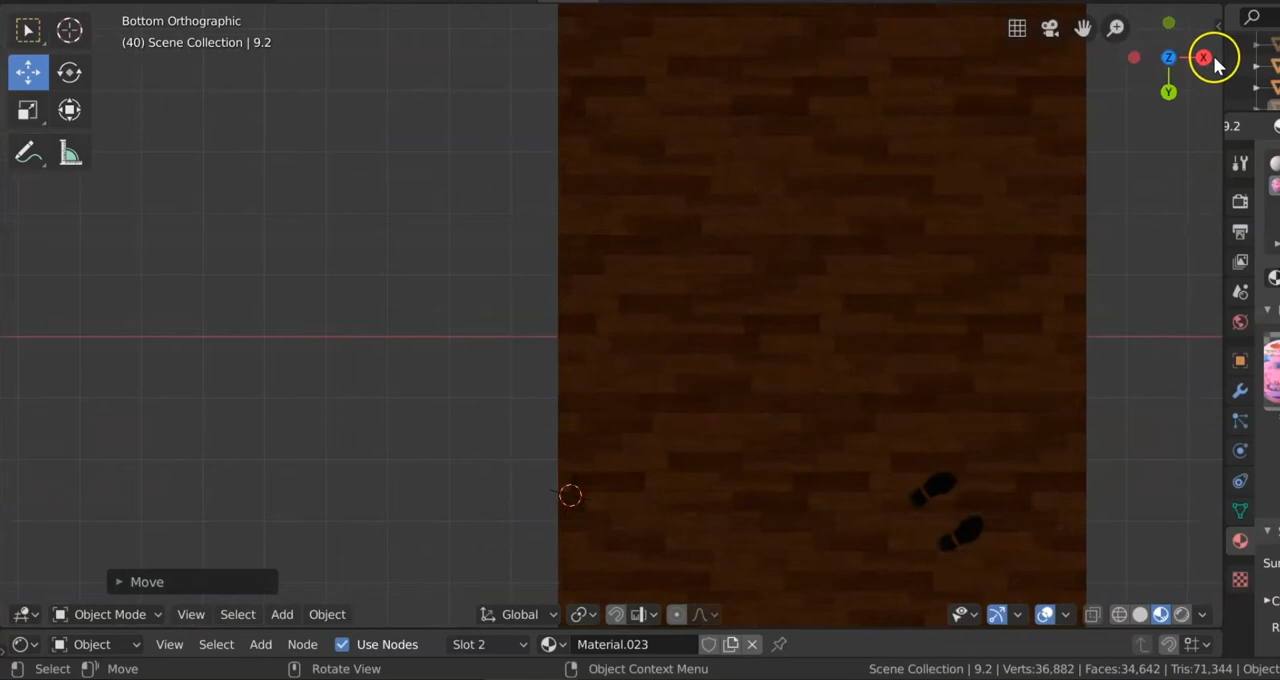 Bottom Orthographic
(40) Scene Collection | 9.2
Z
X
Y
9.2
Move
Object Mode
View
Select
Add
Object
Global
Object
View
Select
Add
Node
Use Nodes
Slot 2
Material.023
Su
Select
Move
Rotate View
Object Context Menu
Scene Collection | 9.2 | Verts:36,882 | Faces:34,642 | Tris:71,344 | Object